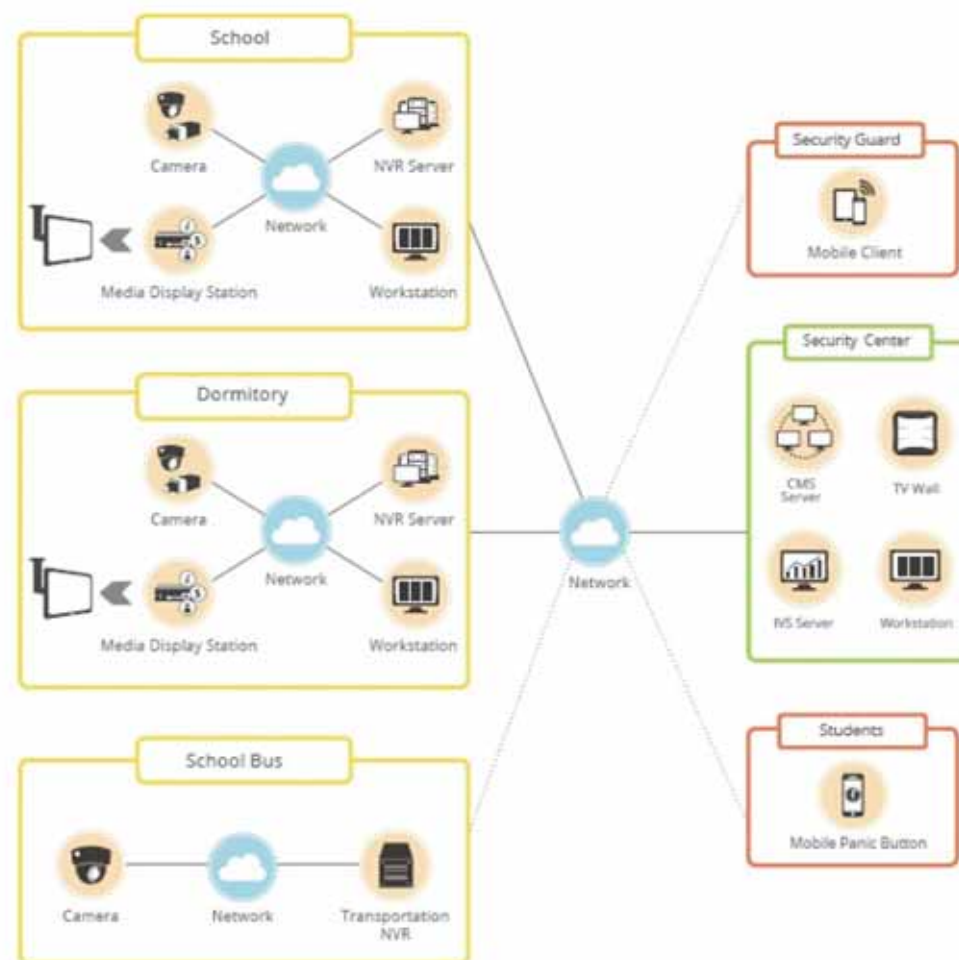 School
Camera
NVR Server
Network
Media Display Station
Workstation
Dormitory
Camera
NVR Server
Network
Media Display Station
Workstation
School Bus
Camera
Network
Transportation
NVR
Network
Security Guard
Mobile Client
Security Center
CMS
Server
TV Wall
IVS Server
Workstation
Students
Mobile Panic Button